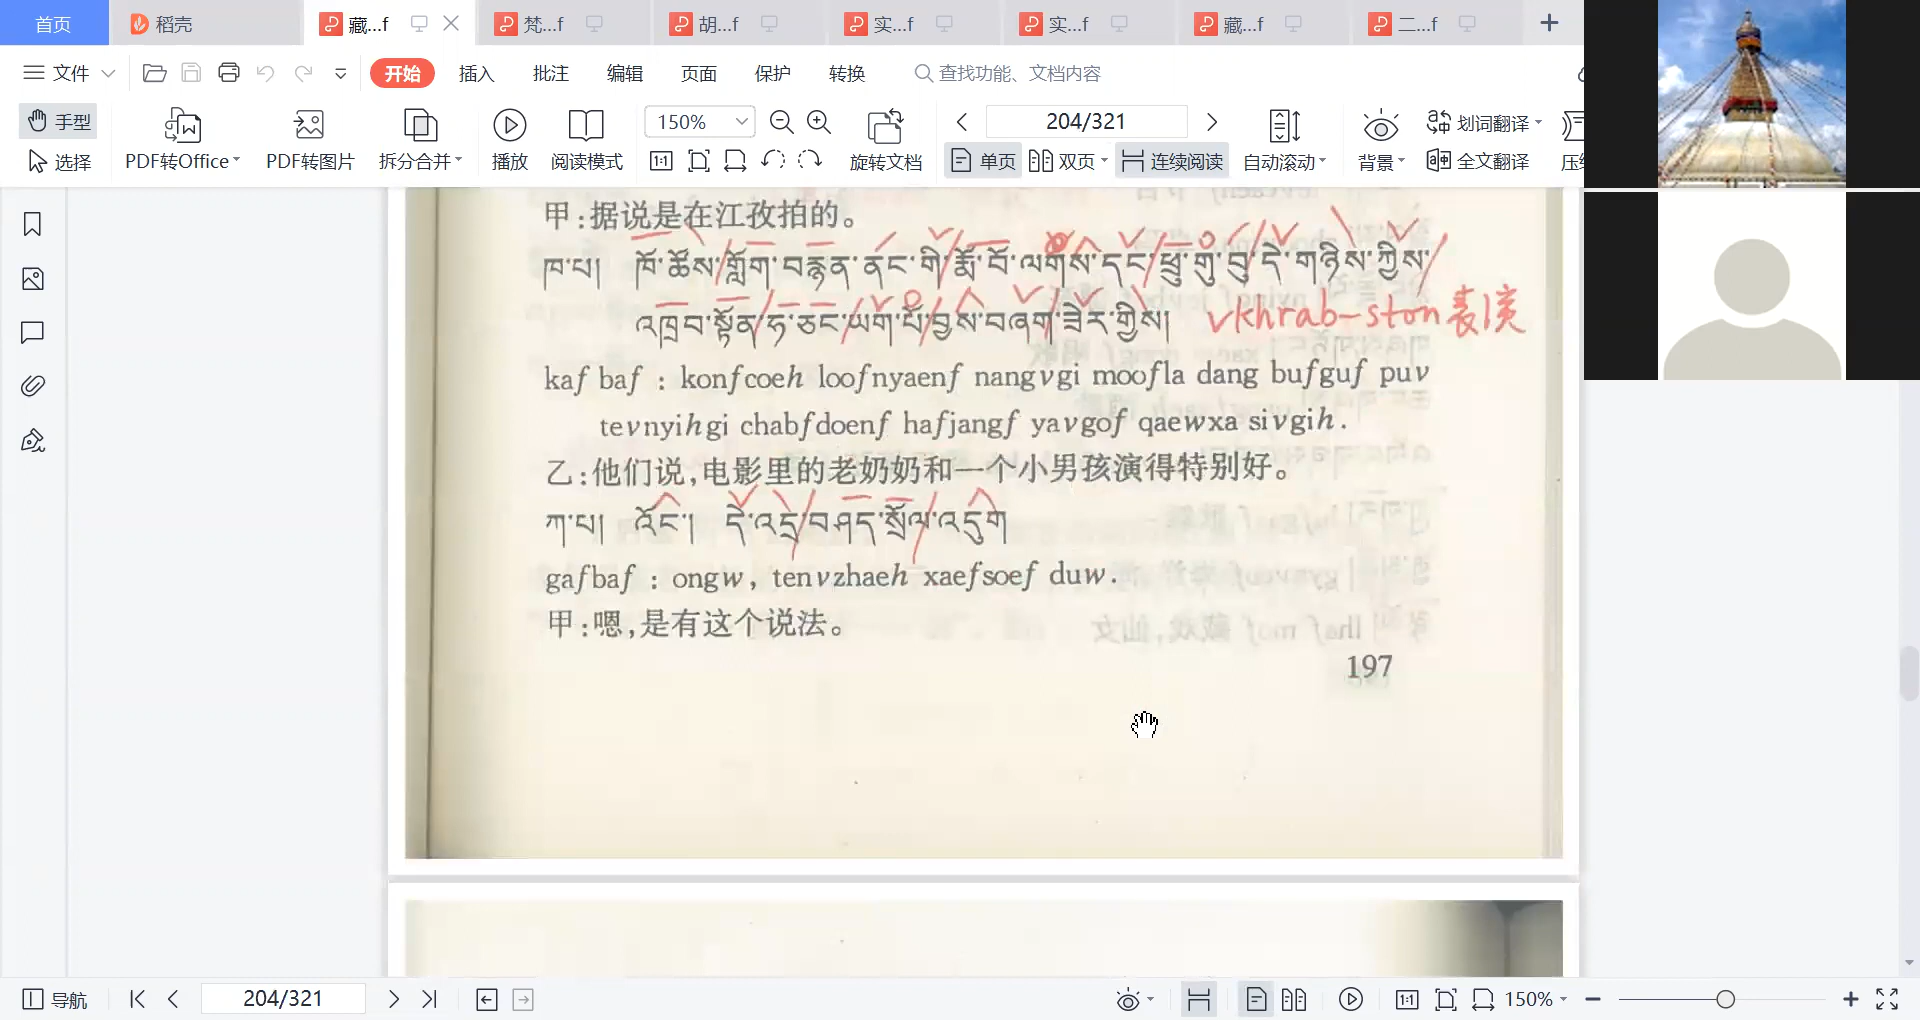 首页 稻壳 藏...f 梵...f 胡...f 实...f 实...f 藏...f 二...f
文件 开始 插入 批注 编辑 页面 保护 转换 查找功能、文档内容
手型 150% 204/321 划词翻译
选择 PDF转Office PDF转图片 拆分合并 播放 阅读模式 1:1 旋转文档 单页 双页 连续阅读 自动滚动 背景 全文翻译
甲:据说是在江孜拍的。
ཁ་པ། ཁོ་ཚོས་གློག་བརྙན་ནང་གི་རྨོ་བོ་ལགས་དང་ཕྲུ་གུ་བུ་དེ་གཉིས་ཀྱིས་
འཁྲབ་སྟོན་ཧ་ཅང་ཡག་པོ་བྱས་བཞག་ཟེར་གྱིས། vkhrab-ston 表演
kaf baf : konfcoeh loofnyaenf nangvgi moofla dang bufguf puv
tevnyihgi chabfdoenf hafjangf yavgof qaewxa sivgih.
乙:他们说,电影里的老奶奶和一个小男孩演得特别好。
ཀ་པ། འོང་། དེ་འདྲ་བཤད་སྲོལ་འདུག
gafbaf : ongw, tenvzhaeh xaefsoef duw.
甲:嗯,是有这个说法。
197
导航 204/321 1:1 150%